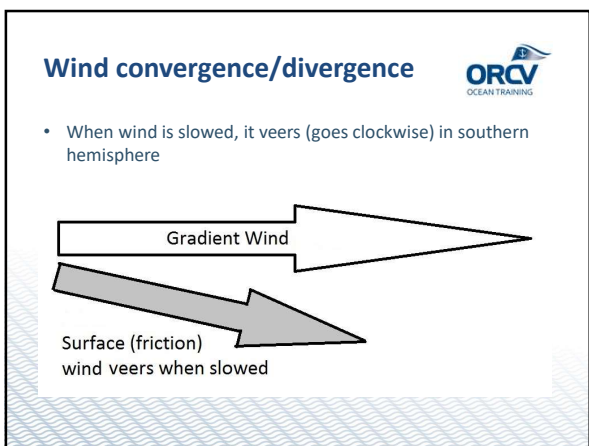 Wind convergence/divergence
ORCV
OCEAN TRAINING
• When wind is slowed, it veers (goes clockwise) in southern
hemisphere
Gradient Wind
Surface (friction)
wind veers when slowed